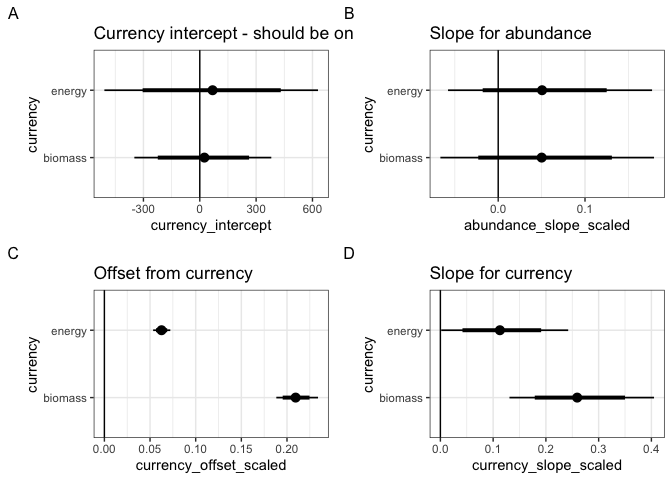 A
Currency intercept - should be on
currency
energy
biomass
-300 0 300 600
currency_intercept
B
Slope for abundance
currency
energy
biomass
0.0 0.1
abundance_slope_scaled
C
Offset from currency
currency
energy
biomass
0.00 0.05 0.10 0.15 0.20
currency_offset_scaled
D
Slope for currency
currency
energy
biomass
0.0 0.1 0.2 0.3 0.4
currency_slope_scaled